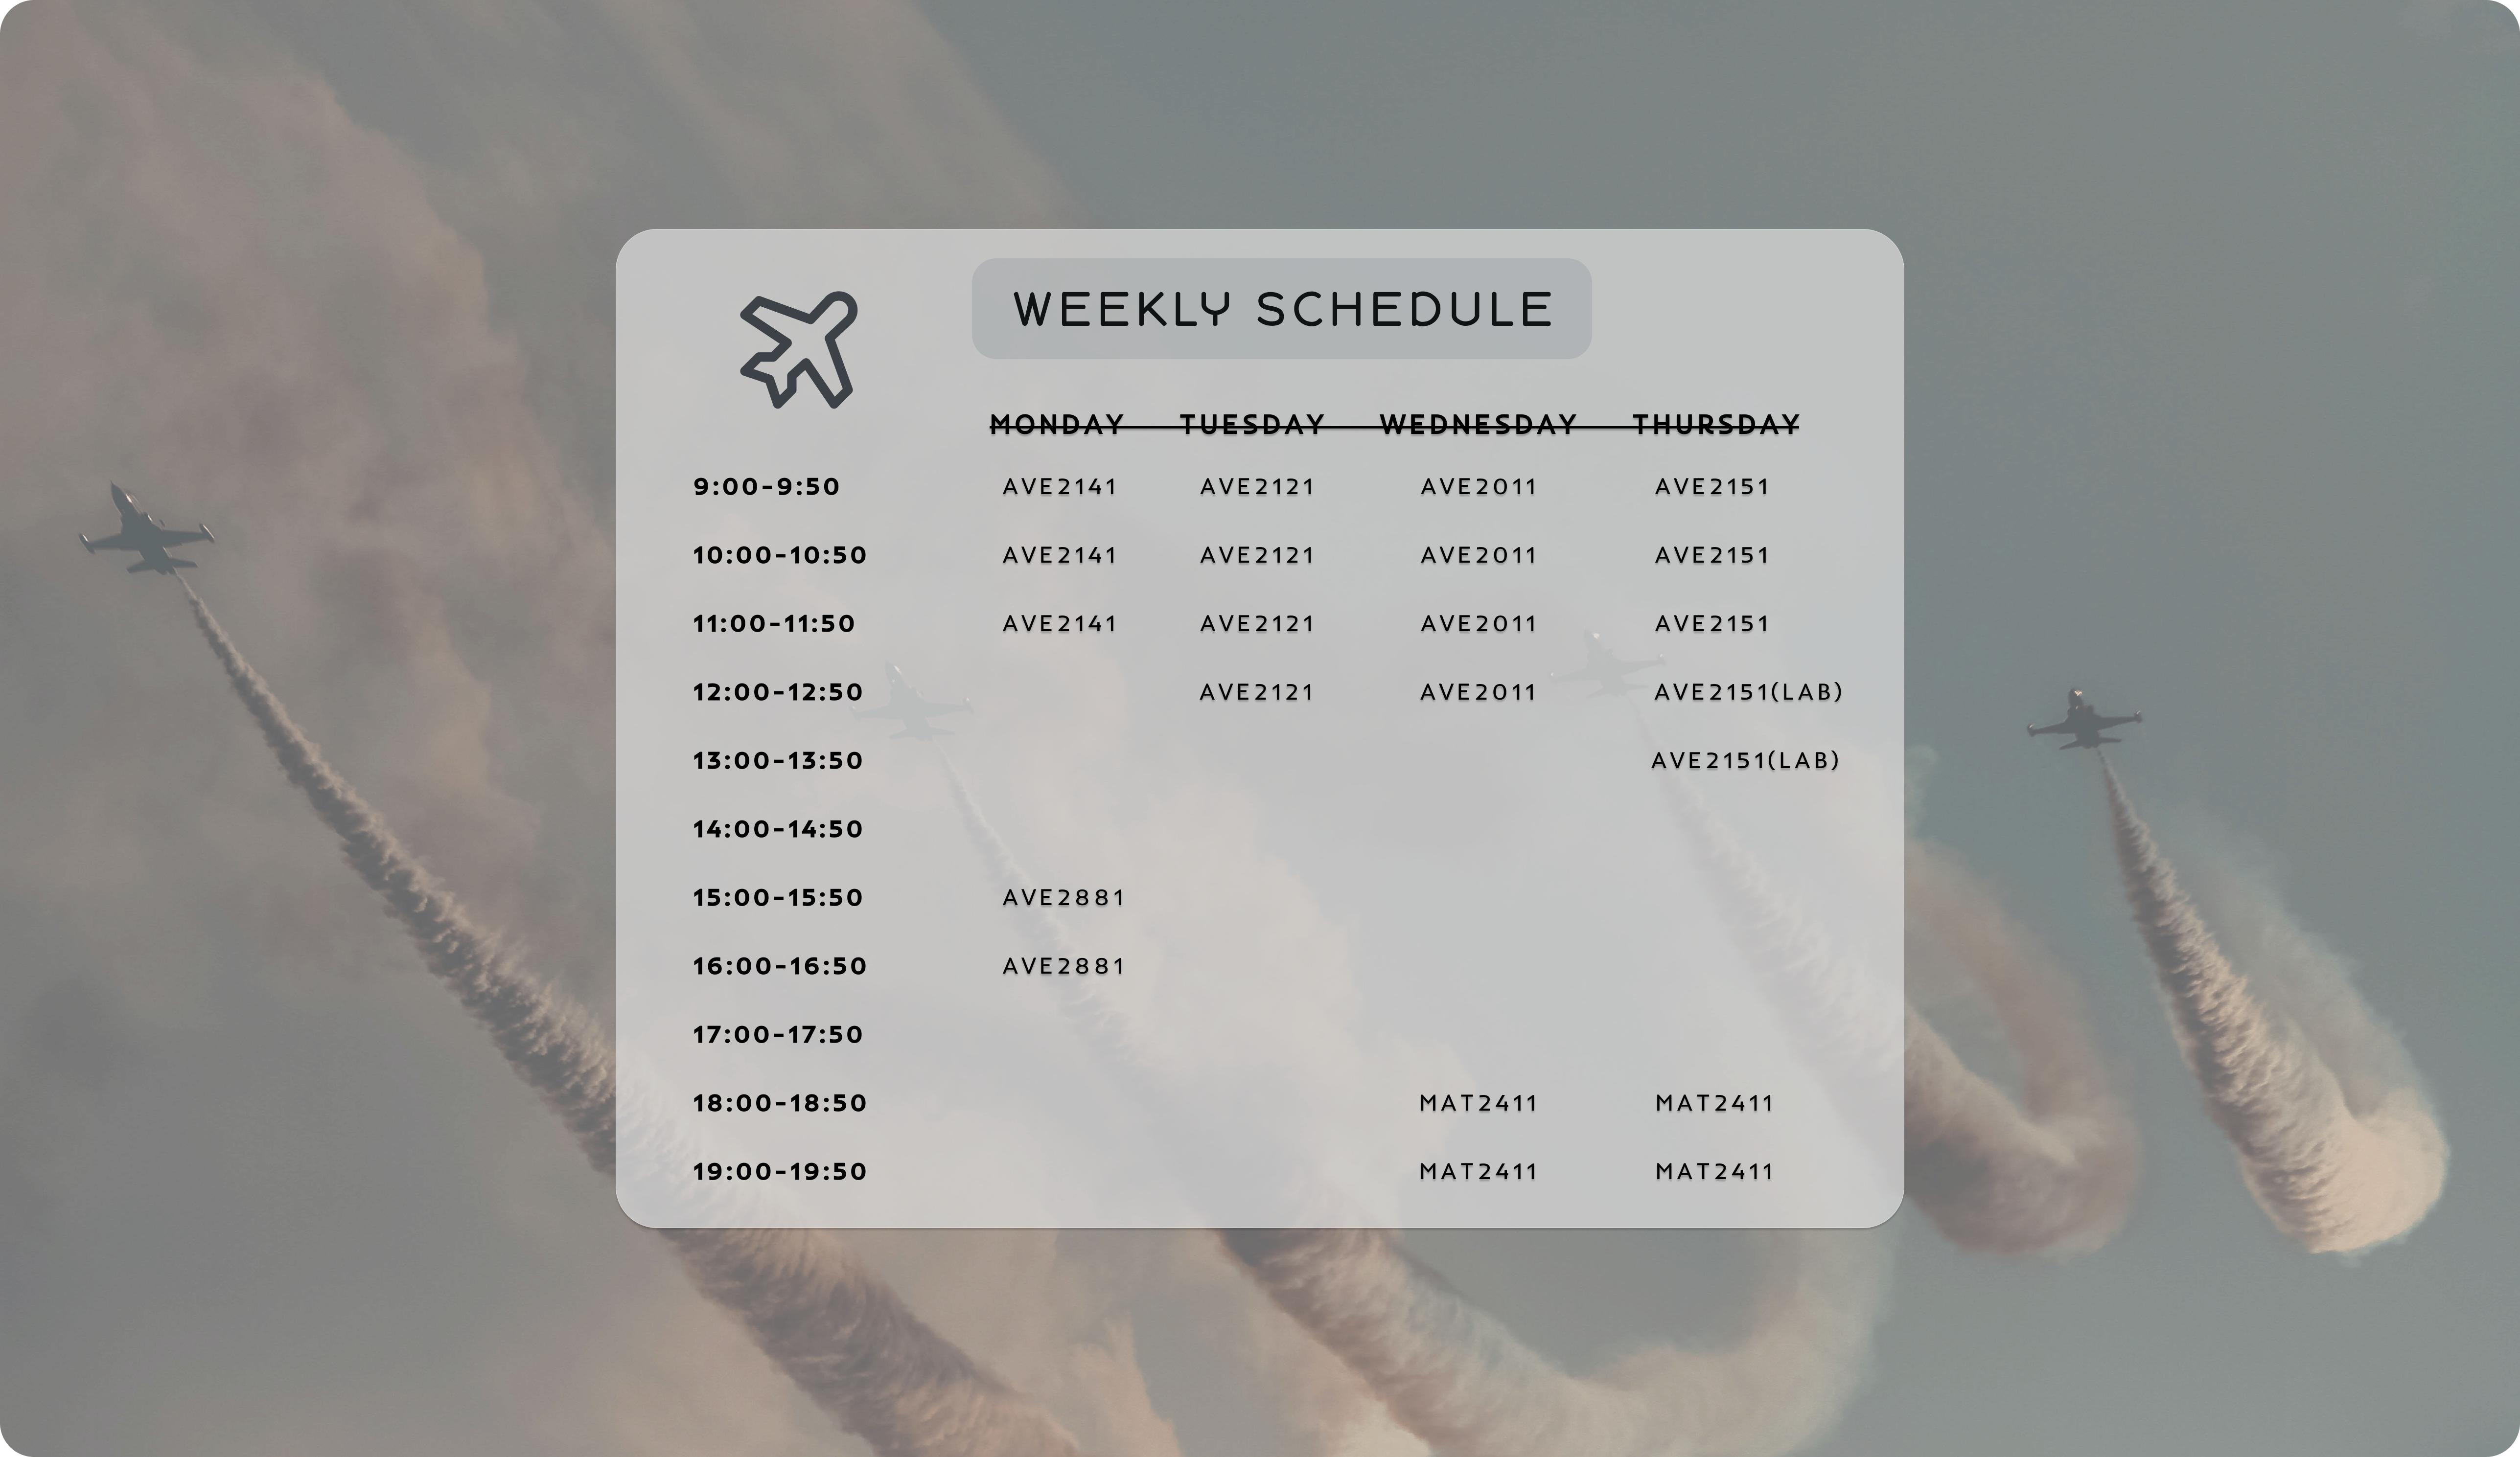 WEEKLY SCHEDULE
MONDAY TUESDAY WEDNESDAY THURSDAY
9:00-9:50 AVE2141 AVE2121 AVE2011 AVE2151
10:00-10:50 AVE2141 AVE2121 AVE2011 AVE2151
11:00-11:50 AVE2141 AVE2121 AVE2011 AVE2151
12:00-12:50 AVE2121 AVE2011 AVE2151(LAB)
13:00-13:50 AVE2151(LAB)
14:00-14:50
15:00-15:50 AVE2881
16:00-16:50 AVE2881
17:00-17:50
18:00-18:50 MAT2411 MAT2411
19:00-19:50 MAT2411 MAT2411